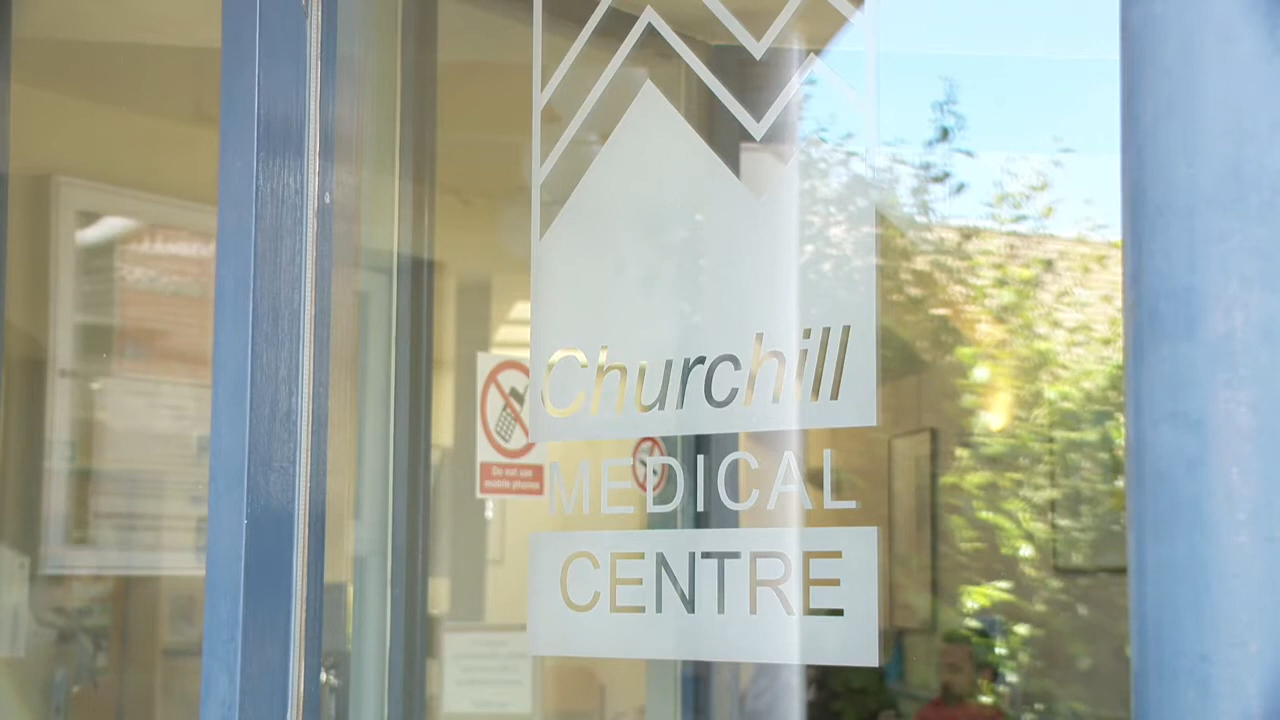 Churchill
MEDICAL
CENTRE
Do not use
mobile phones